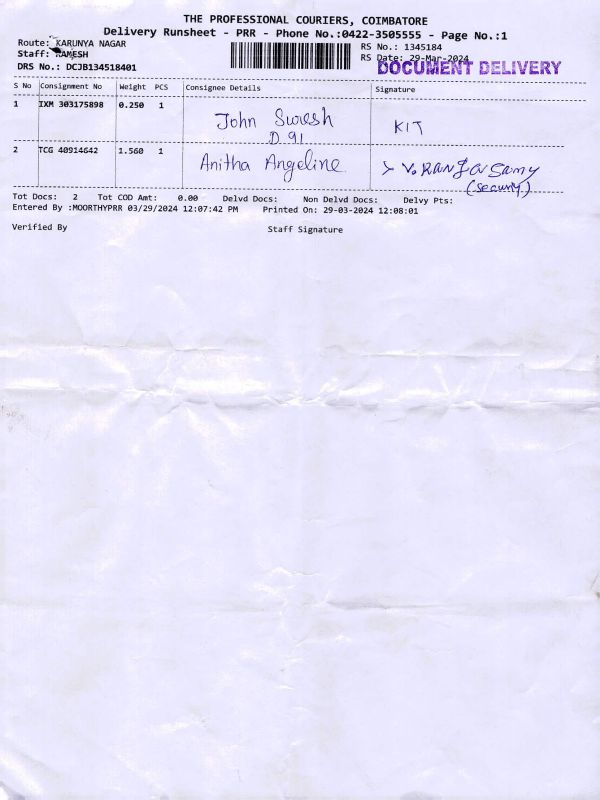 THE PROFESSIONAL COURIERS, COIMBATORE
Delivery Runsheet - PRR - Phone No.:0422-3505555 - Page No.:1
Route: KARUNYA NAGAR
RS No.: 1345184
Staff: RAMESH
RS Date: 29-Mar-2024
DRS No.: DCJB134518401
DOCUMENT DELIVERY
S No Consignment No Weight PCS Consignee Details Signature
1 IXM 303175898 0.250 1 John Suresh KIT
D 91
2 TCG 40914642 1.560 1 Anitha Angeline V.
(Security.)
Tot Docs: 2 Tot COD Amt: 0.00 Delvd Docs: Non Delvd Docs: Delvy Pts:
Entered By :MOORTHYPRR 03/29/2024 12:07:42 PM Printed On: 29-03-2024 12:08:01
Verified By Staff Signature